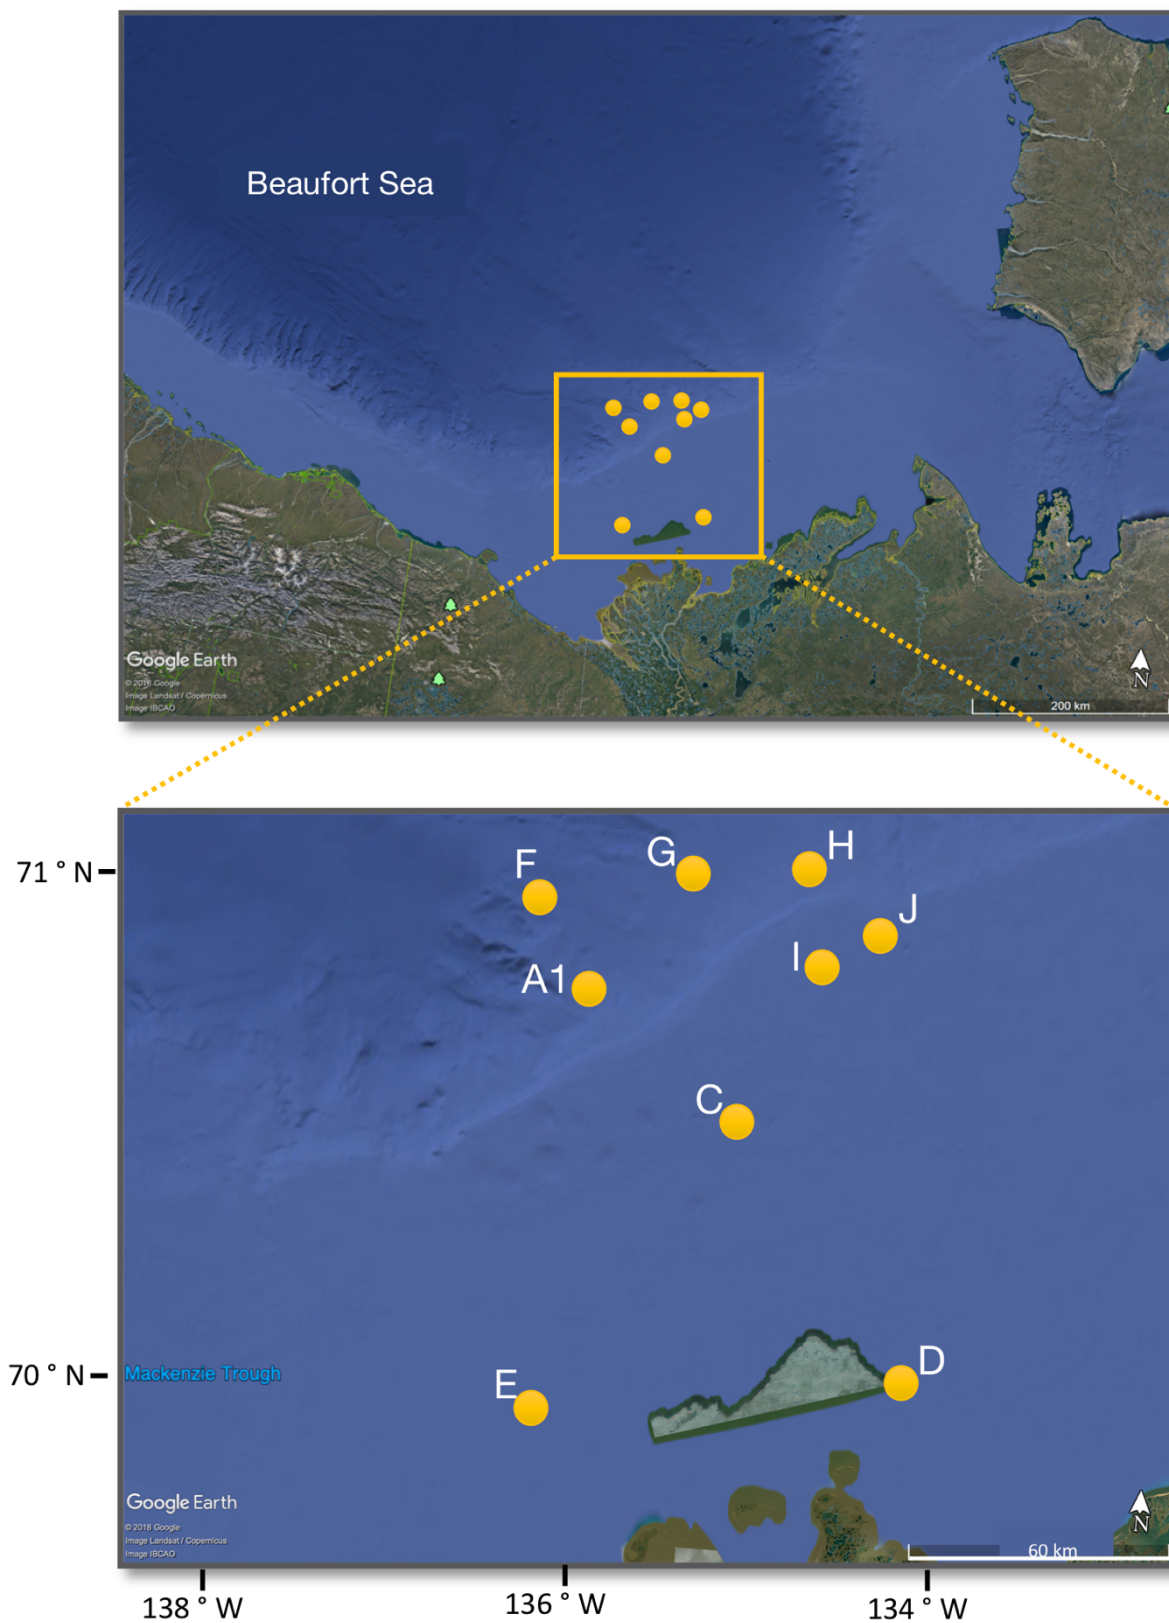 Beaufort Sea
Google Earth
© 2018 Google
Image Landsat / Copernicus
Image IBCAO
N
200 km
71 ° N
F
G
H
J
I
A1
C
70 ° N
Mackenzie Trough
E
D
Google Earth
© 2018 Google
Image Landsat / Copernicus
Image IBCAO
N
60 km
138 ° W
136 ° W
134 ° W